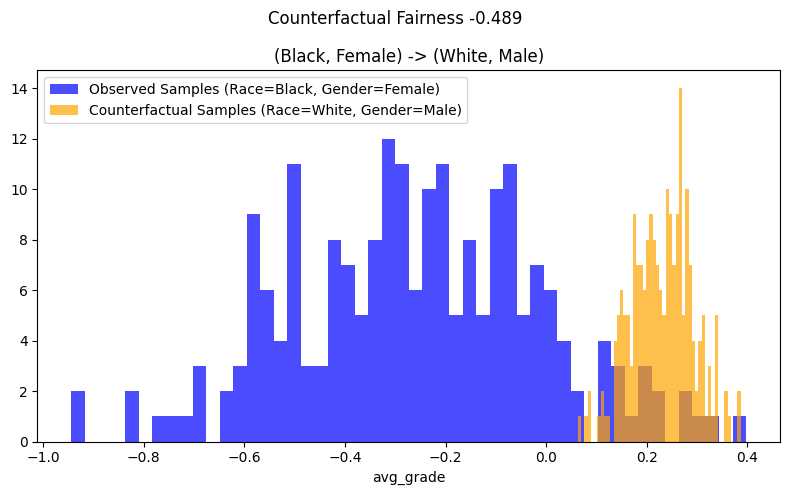 Counterfactual Fairness -0.489
(Black, Female) -> (White, Male)
Observed Samples (Race=Black, Gender=Female)
Counterfactual Samples (Race=White, Gender=Male)
14
12
10
8
6
4
2
0
-1.0 -0.8 -0.6 -0.4 -0.2 0.0 0.2 0.4
avg_grade